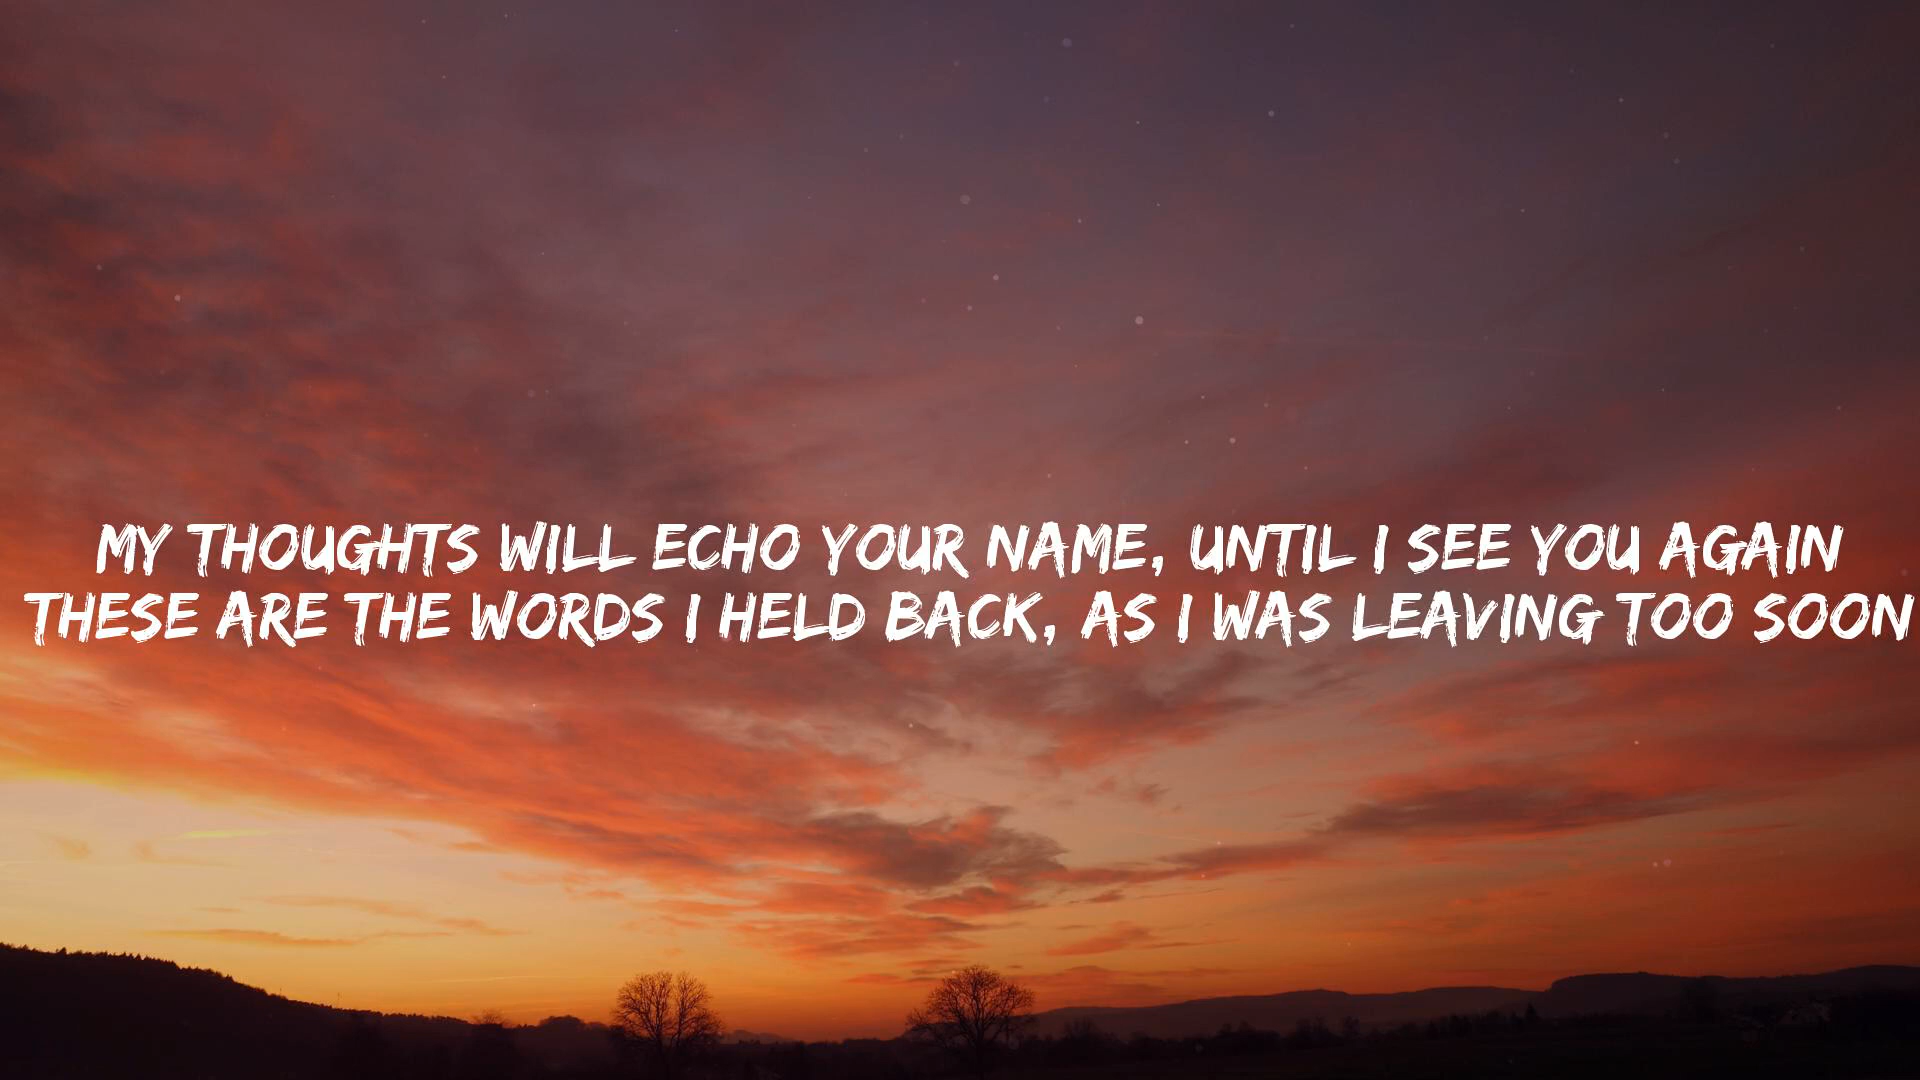 MY THOUGHTS WILL ECHO YOUR NAME, UNTIL I SEE YOU AGAIN
THESE ARE THE WORDS I HELD BACK, AS I WAS LEAVING TOO SOON